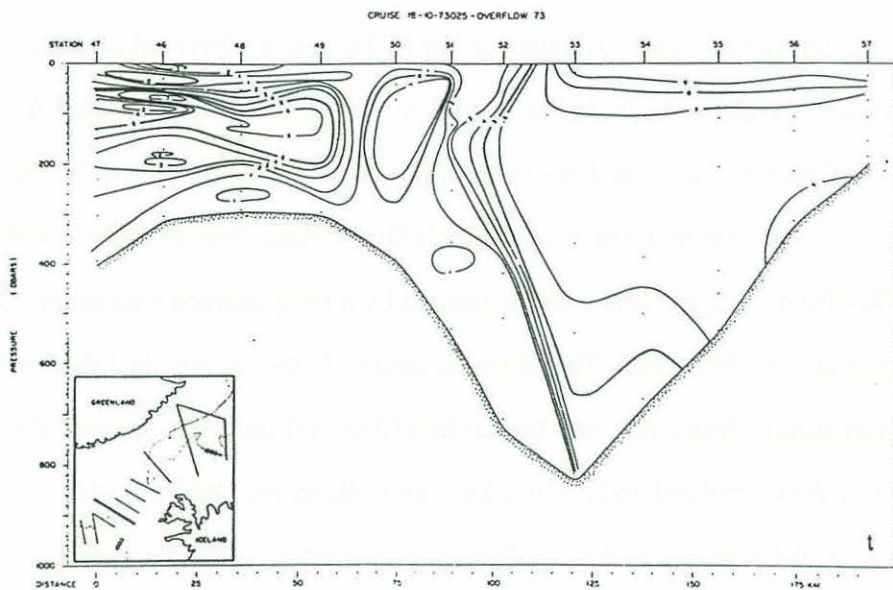 CRUISE 15-10-73025-OVERFLOW 73
STATION 47 46 48 49 50 51 52 53 54 55 56 57
0
200
400
600
800
1000
PRESSURE (DBARS)
GREENLAND
ICELAND
t
DISTANCE 0 25 50 75 100 125 150 175 KM